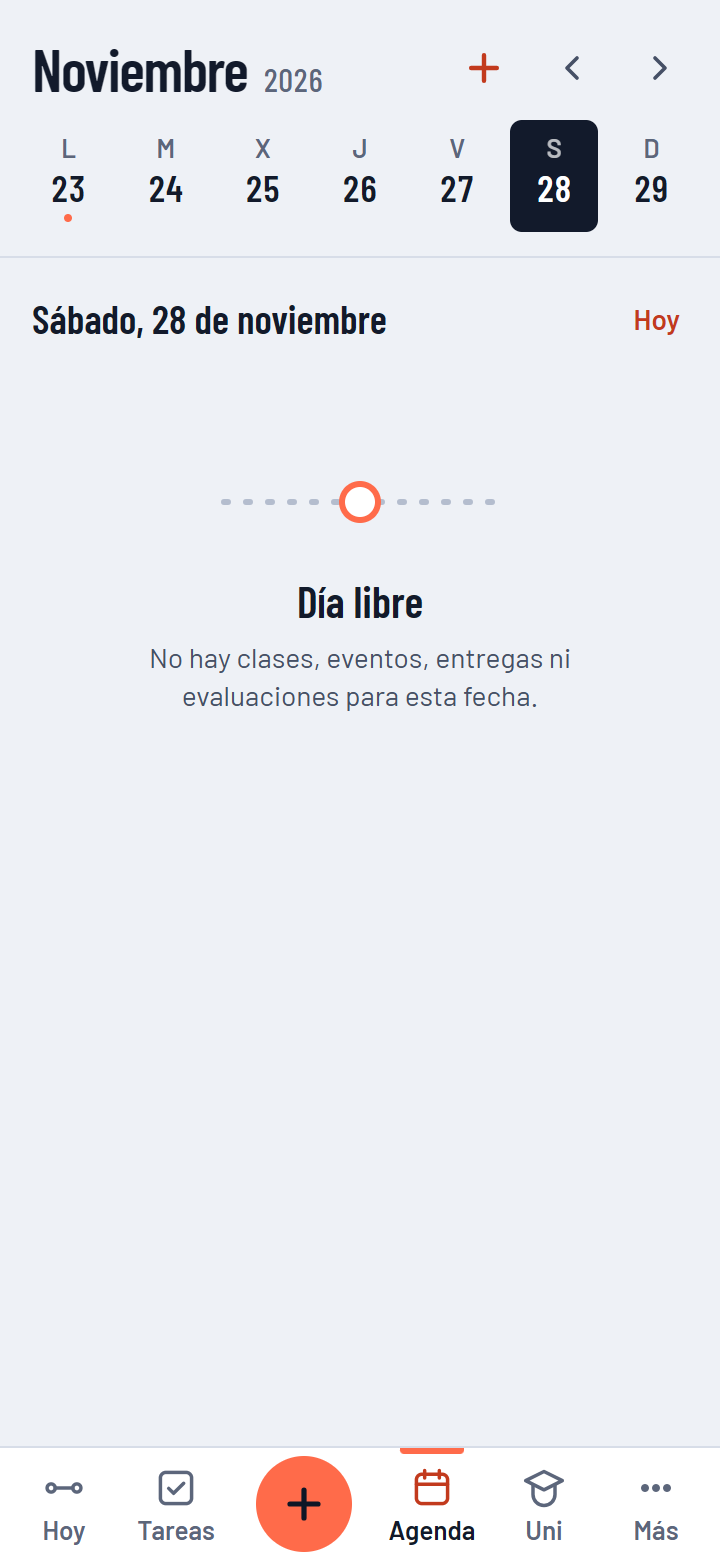 Noviembre 2026
L M X J V S D
23 24 25 26 27 28 29
Sábado, 28 de noviembre Hoy
Día libre
No hay clases, eventos, entregas ni
evaluaciones para esta fecha.
Hoy Tareas Agenda Uni Más